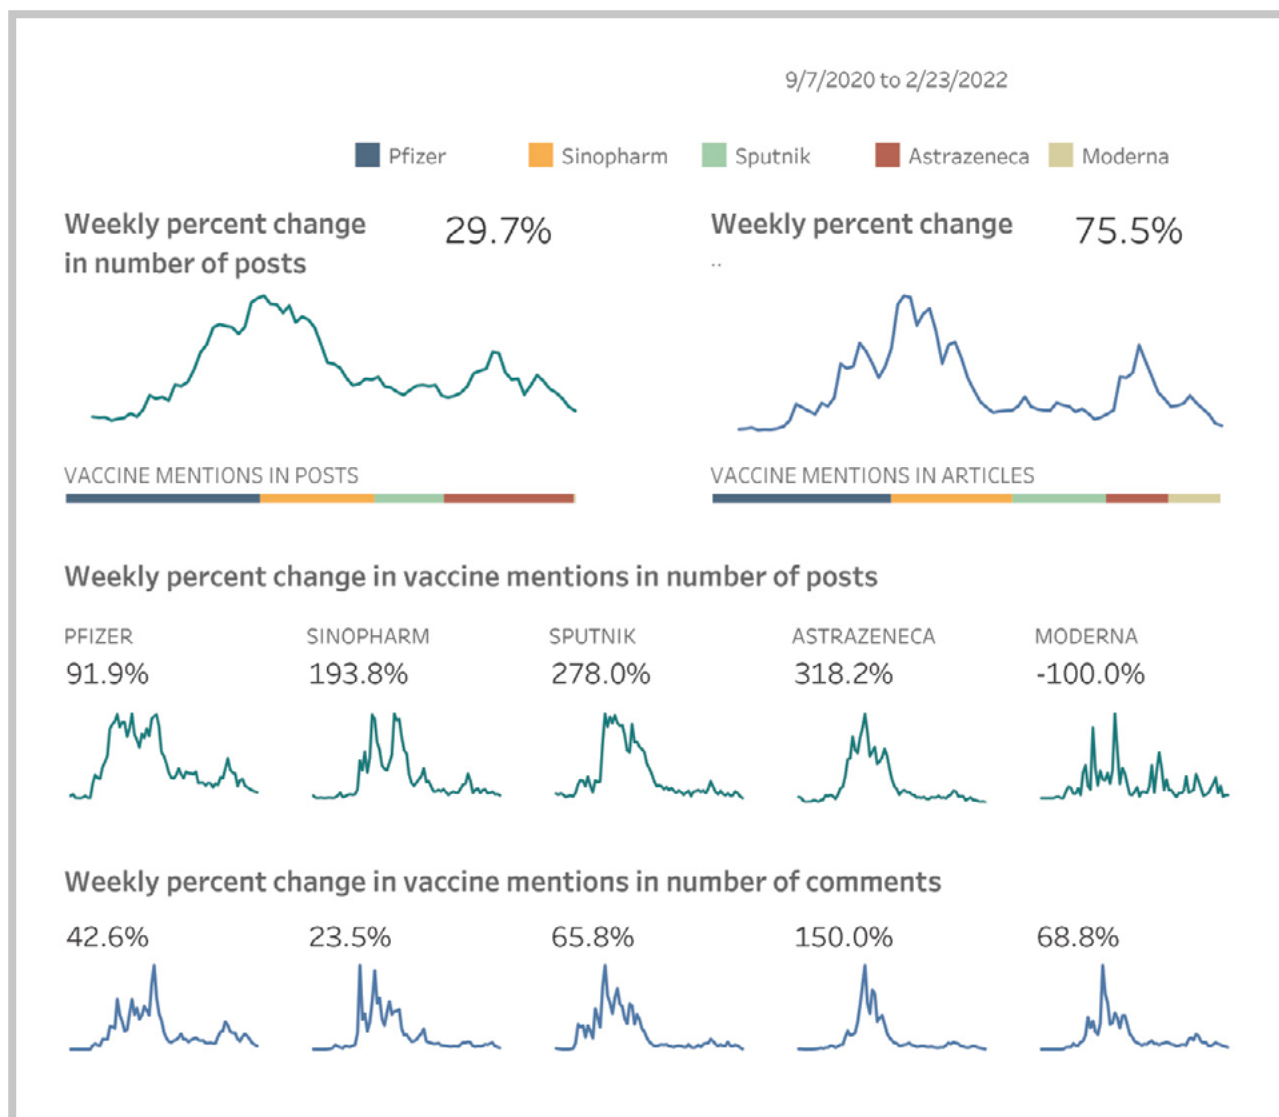 9/7/2020 to 2/23/2022
Pfizer
Sinopharm
Sputnik
Astrazeneca
Moderna
Weekly percent change
in number of posts
29.7%
Weekly percent change
..
75.5%
VACCINE MENTIONS IN POSTS
VACCINE MENTIONS IN ARTICLES
Weekly percent change in vaccine mentions in number of posts
PFIZER
91.9%
SINOPHARM
193.8%
SPUTNIK
278.0%
ASTRAZENECA
318.2%
MODERNA
-100.0%
Weekly percent change in vaccine mentions in number of comments
42.6%
23.5%
65.8%
150.0%
68.8%